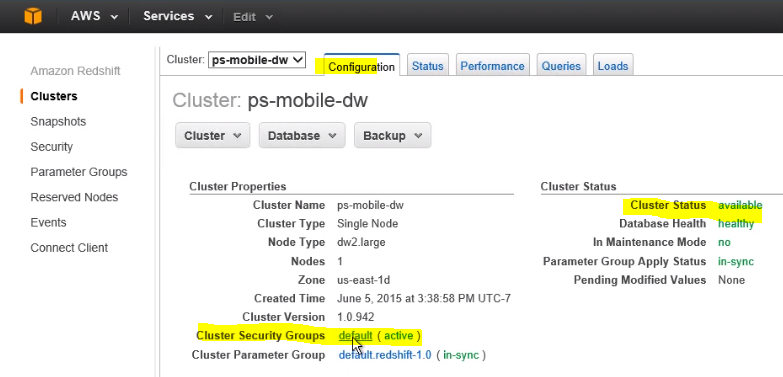 AWS Services Edit
Cluster: ps-mobile-dw Configuration Status Performance Queries Loads
Amazon Redshift
Clusters
Snapshots
Security
Parameter Groups
Reserved Nodes
Events
Connect Client
Cluster: ps-mobile-dw
Cluster Database Backup
Cluster Properties
Cluster Name ps-mobile-dw
Cluster Type Single Node
Node Type dw2.large
Nodes 1
Zone us-east-1d
Created Time June 5, 2015 at 3:38:58 PM UTC-7
Cluster Version 1.0.942
Cluster Security Groups default ( active )
Cluster Parameter Group default.redshift-1.0 ( in-sync )
Cluster Status
Cluster Status available
Database Health healthy
In Maintenance Mode no
Parameter Group Apply Status in-sync
Pending Modified Values None